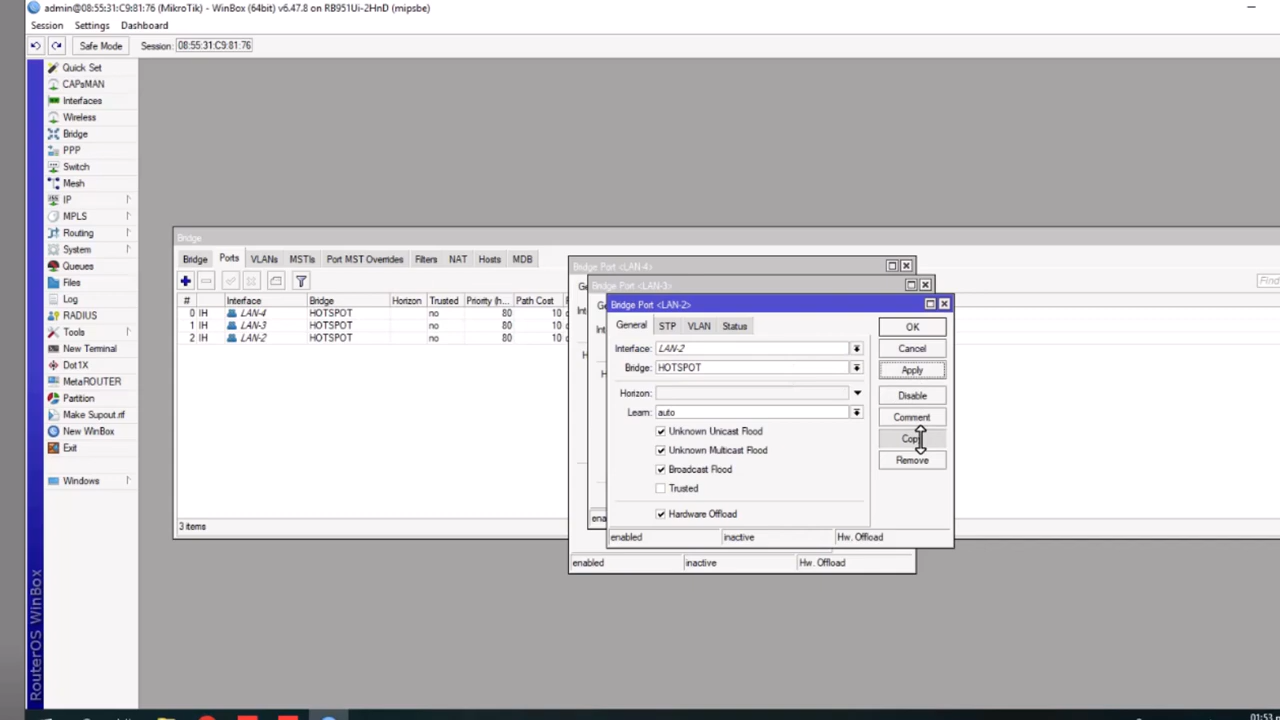 admin@08:55:31:C9:81:76 (MikroTik) - WinBox (64bit) v6.47.8 on RB951Ui-2HnD (mipsbe)
Session Settings Dashboard
Safe Mode Session: 08:55:31:C9:81:76
Quick Set
CAPsMAN
Interfaces
Wireless
Bridge
PPP
Switch
Mesh
IP
MPLS
Routing
System
Queues
Files
Log
RADIUS
Tools
New Terminal
Dot1X
MetaROUTER
Partition
Make Supout.rif
New WinBox
Exit
Windows
RouterOS WinBox
Bridge
Bridge Ports VLANs MSTIs Port MST Overrides Filters NAT Hosts MDB
Find
# Interface Bridge Horizon Trusted Priority (h... Path Cost
0 IH LAN-4 HOTSPOT no 80 10
1 IH LAN-3 HOTSPOT no 80 10
2 IH LAN-2 HOTSPOT no 80 10
3 items
Bridge Port <LAN-4>
enabled inactive Hw. Offload
Bridge Port <LAN-3>
Bridge Port <LAN-2>
General STP VLAN Status
Interface: LAN-2
Bridge: HOTSPOT
Horizon:
Learn: auto
Unknown Unicast Flood
Unknown Multicast Flood
Broadcast Flood
Trusted
Hardware Offload
OK
Cancel
Apply
Disable
Comment
Copy
Remove
enabled inactive Hw. Offload
01:53